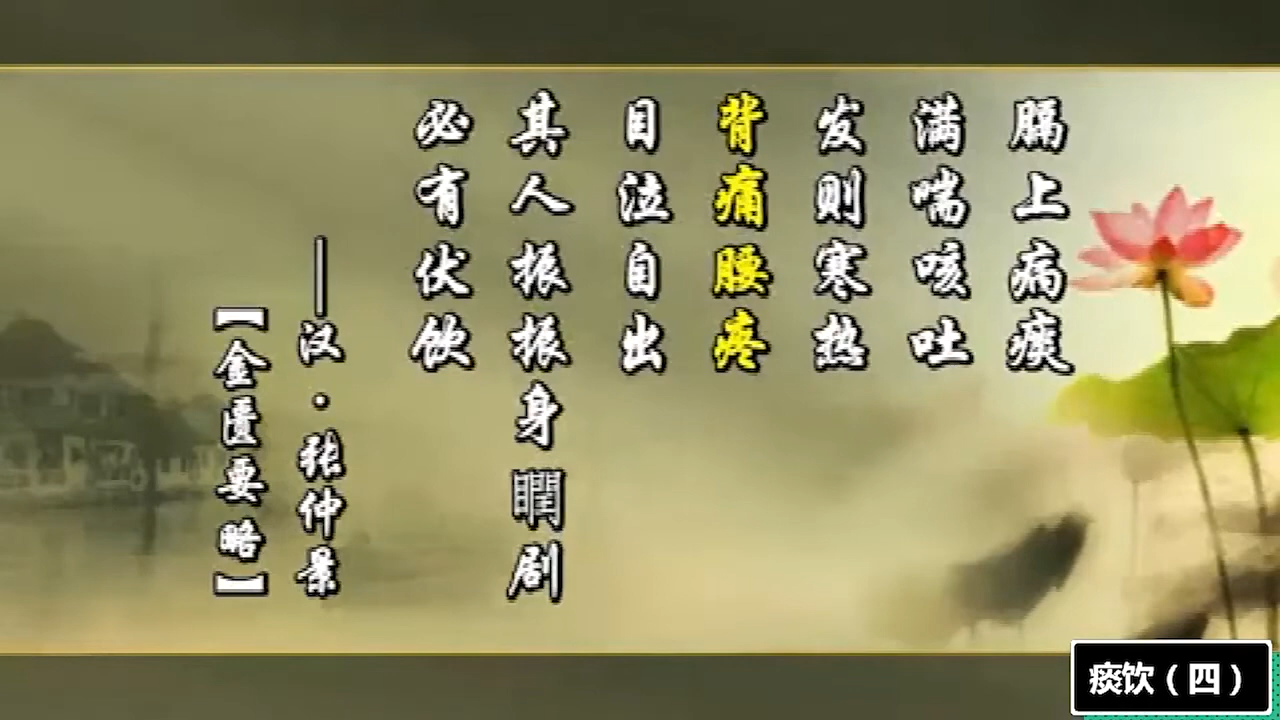 膈上病痰
满喘咳吐
发则寒热
背痛腰疼
目泣自出
其人振振身瞤剧
必有伏饮
——汉·张仲景
【金匮要略】
痰饮（四）